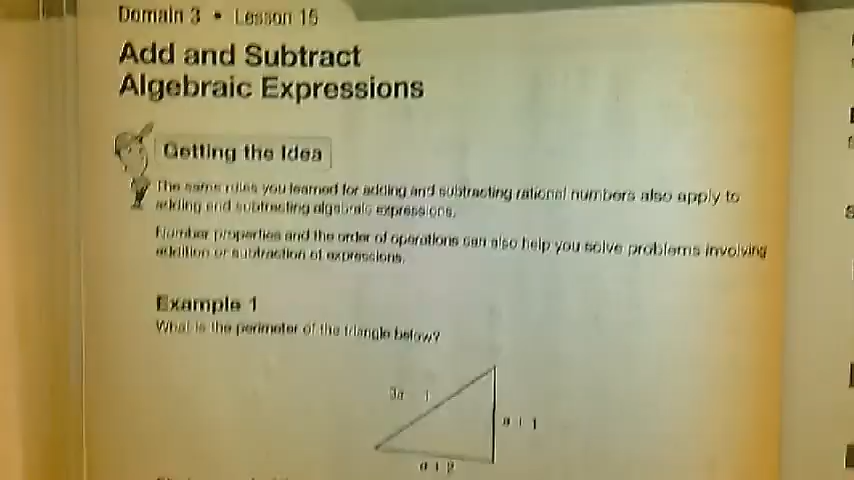 Domain 3 • Lesson 15
Add and Subtract
Algebraic Expressions
Getting the Idea
The same rules you learned for adding and subtracting rational numbers also apply to
adding and subtracting algebraic expressions.
Number properties and the order of operations can also help you solve problems involving
addition or subtraction of expressions.
Example 1
What is the perimeter of the triangle below?